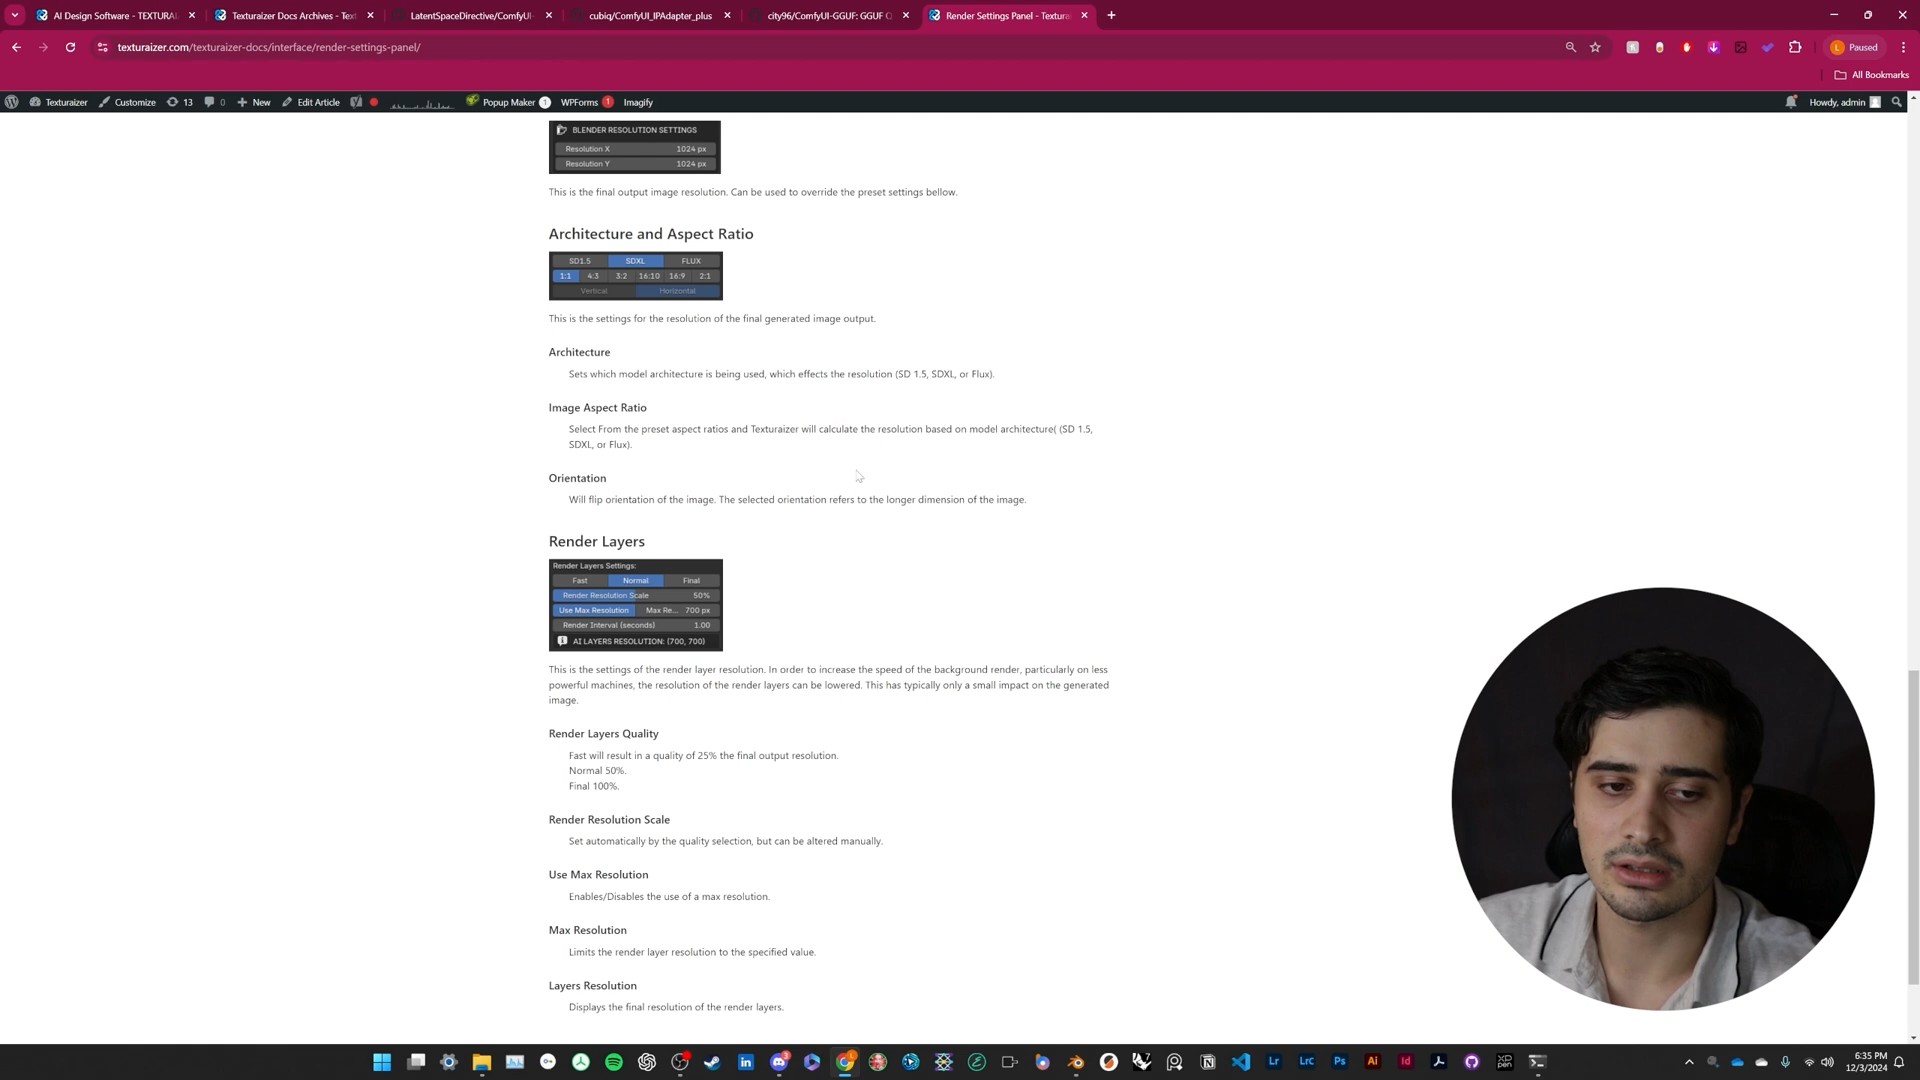 AI Design Software - TEXTURAI
Texturaizer Docs Archives - Text
LatentSpaceDirective/ComfyUI-
cubiq/ComfyUI_IPAdapter_plus
city96/ComfyUI-GGUF: GGUF Q
Render Settings Panel - Texturai
texturaizer.com/texturaizer-docs/interface/render-settings-panel/
L Paused
All Bookmarks
Texturaizer Customize 13 0 New Edit Article Popup Maker 1 WPForms 1 Imagify Howdy, admin
BLENDER RESOLUTION SETTINGS
Resolution X 1024 px
Resolution Y 1024 px
This is the final output image resolution. Can be used to override the preset settings bellow.
Architecture and Aspect Ratio
SD1.5 SDXL FLUX
1:1 4:3 3:2 16:10 16:9 2:1
Vertical Horizontal
This is the settings for the resolution of the final generated image output.
Architecture
Sets which model architecture is being used, which effects the resolution (SD 1.5, SDXL, or Flux).
Image Aspect Ratio
Select From the preset aspect ratios and Texturaizer will calculate the resolution based on model architecture( (SD 1.5,
SDXL, or Flux).
Orientation
Will flip orientation of the image. The selected orientation refers to the longer dimension of the image.
Render Layers
Render Layers Settings:
Fast Normal Final
Render Resolution Scale 50%
Use Max Resolution Max Re... 700 px
Render Interval (seconds) 1.00
AI LAYERS RESOLUTION: (700, 700)
This is the settings of the render layer resolution. In order to increase the speed of the background render, particularly on less
powerful machines, the resolution of the render layers can be lowered. This has typically only a small impact on the generated
image.
Render Layers Quality
Fast will result in a quality of 25% the final output resolution.
Normal 50%.
Final 100%.
Render Resolution Scale
Set automatically by the quality selection, but can be altered manually.
Use Max Resolution
Enables/Disables the use of a max resolution.
Max Resolution
Limits the render layer resolution to the specified value.
Layers Resolution
Displays the final resolution of the render layers.
Lr LrC Ps Ai Id
6:35 PM
12/3/2024